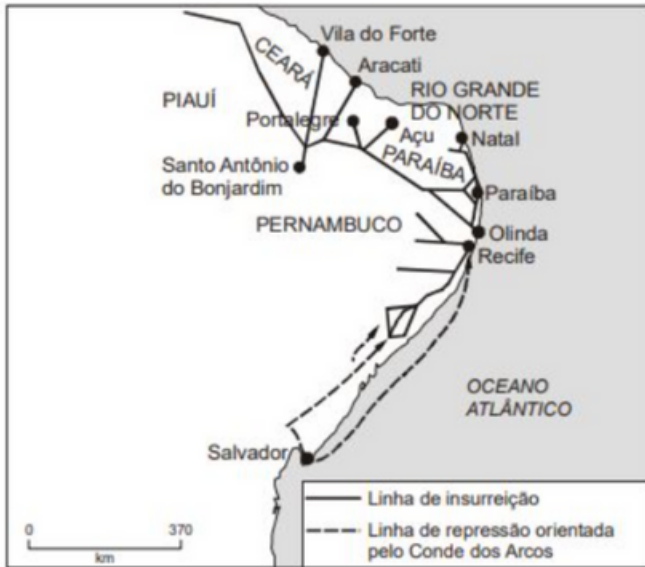 Vila do Forte
CEARÁ
Aracati
PIAUÍ
RIO GRANDE
DO NORTE
Portalegre
Açu
Natal
PARAÍBA
Santo Antônio
do Bonjardim
Paraíba
PERNAMBUCO
Olinda
Recife
OCEANO
ATLÂNTICO
Salvador
0 370
km
Linha de insurreição
Linha de repressão orientada
pelo Conde dos Arcos